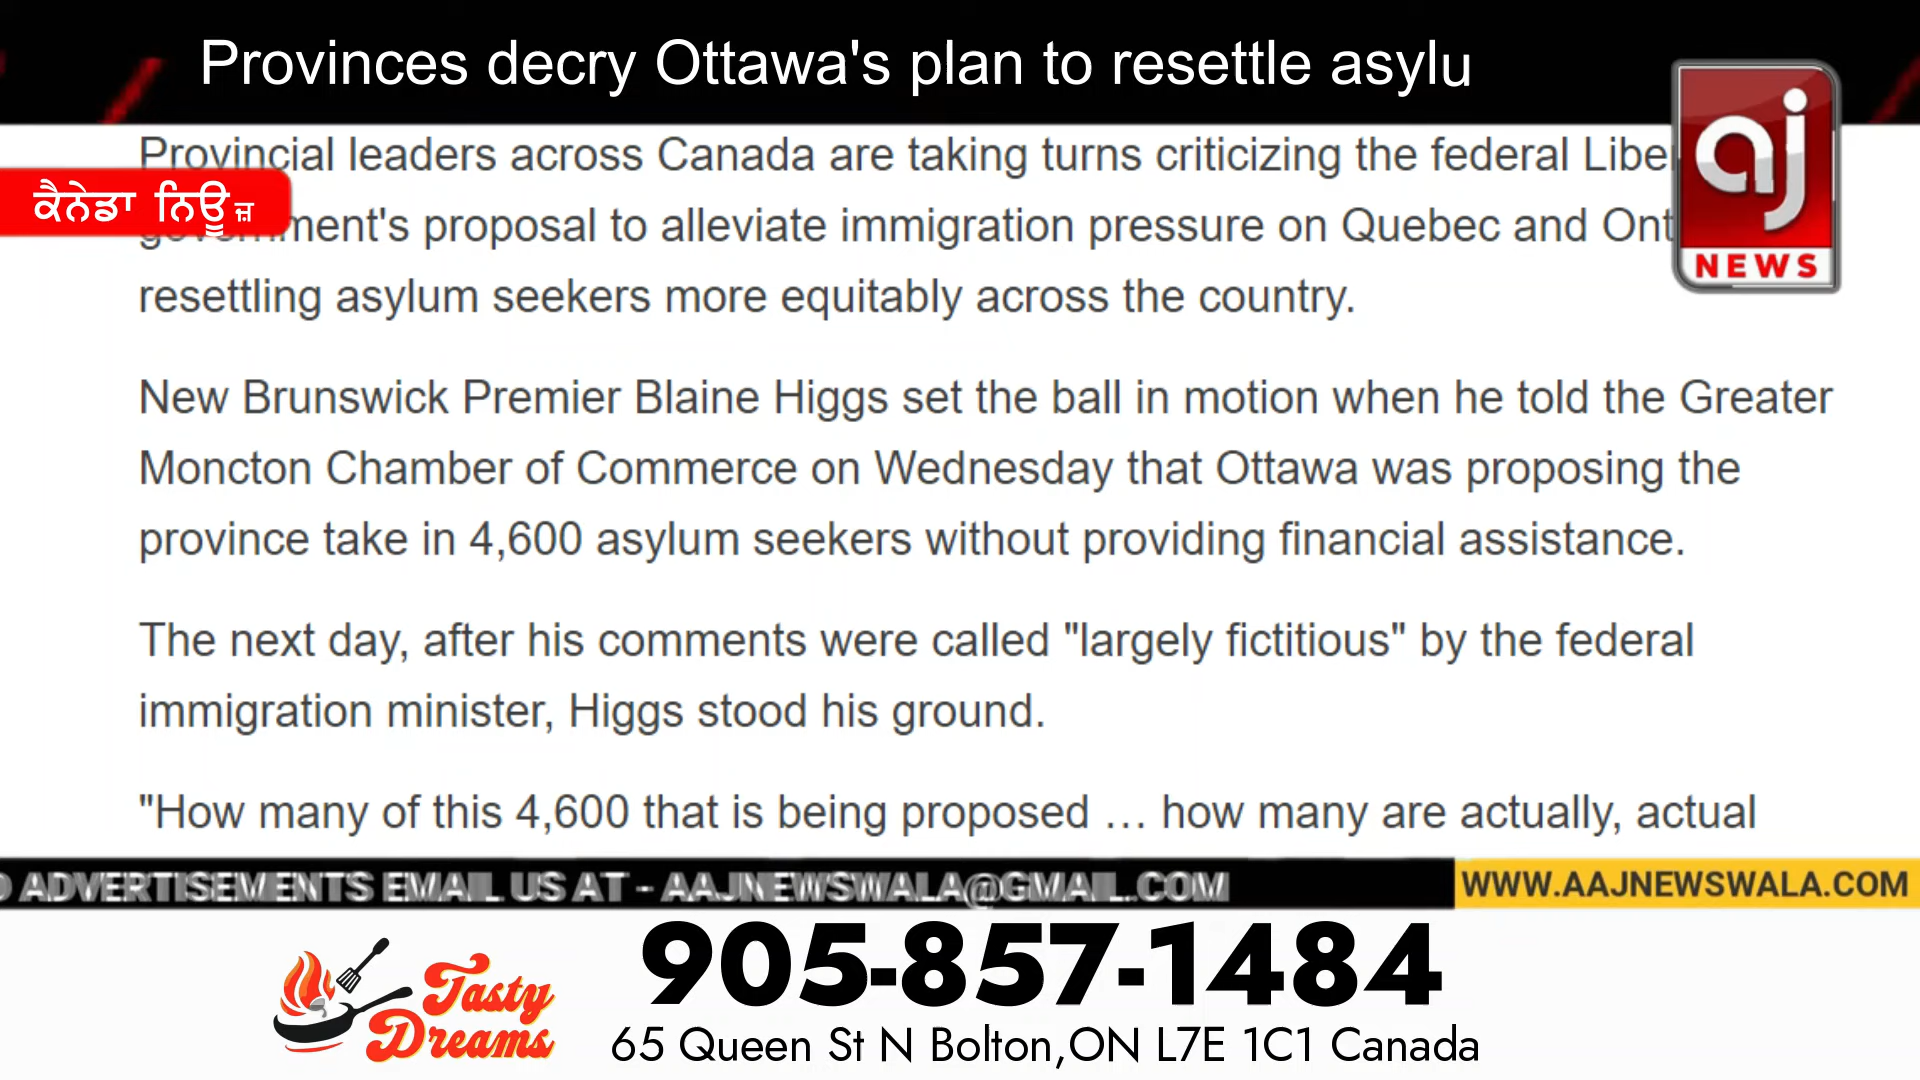 Provinces decry Ottawa's plan to resettle asylu
Provincial leaders across Canada are taking turns criticizing the federal Liber
ਕੈਨੇਡਾ ਨਿਊਜ਼
government's proposal to alleviate immigration pressure on Quebec and Ont
resettling asylum seekers more equitably across the country.
aj
NEWS
New Brunswick Premier Blaine Higgs set the ball in motion when he told the Greater
Moncton Chamber of Commerce on Wednesday that Ottawa was proposing the
province take in 4,600 asylum seekers without providing financial assistance.
The next day, after his comments were called "largely fictitious" by the federal
immigration minister, Higgs stood his ground.
"How many of this 4,600 that is being proposed … how many are actually, actual
D ADVERTISEMENTS EMAIL US AT - AAJNEWSWALA@GMAIL.COM
WWW.AAJNEWSWALA.COM
Tasty
Dreams
905-857-1484
65 Queen St N Bolton,ON L7E 1C1 Canada